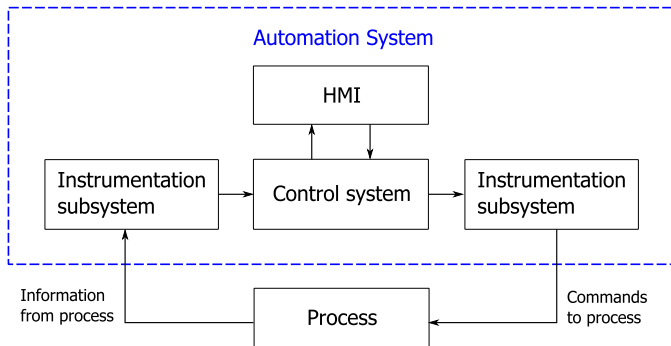 Automation System
HMI
Instrumentation
subsystem
Control system
Instrumentation
subsystem
Information
from process
Process
Commands
to process